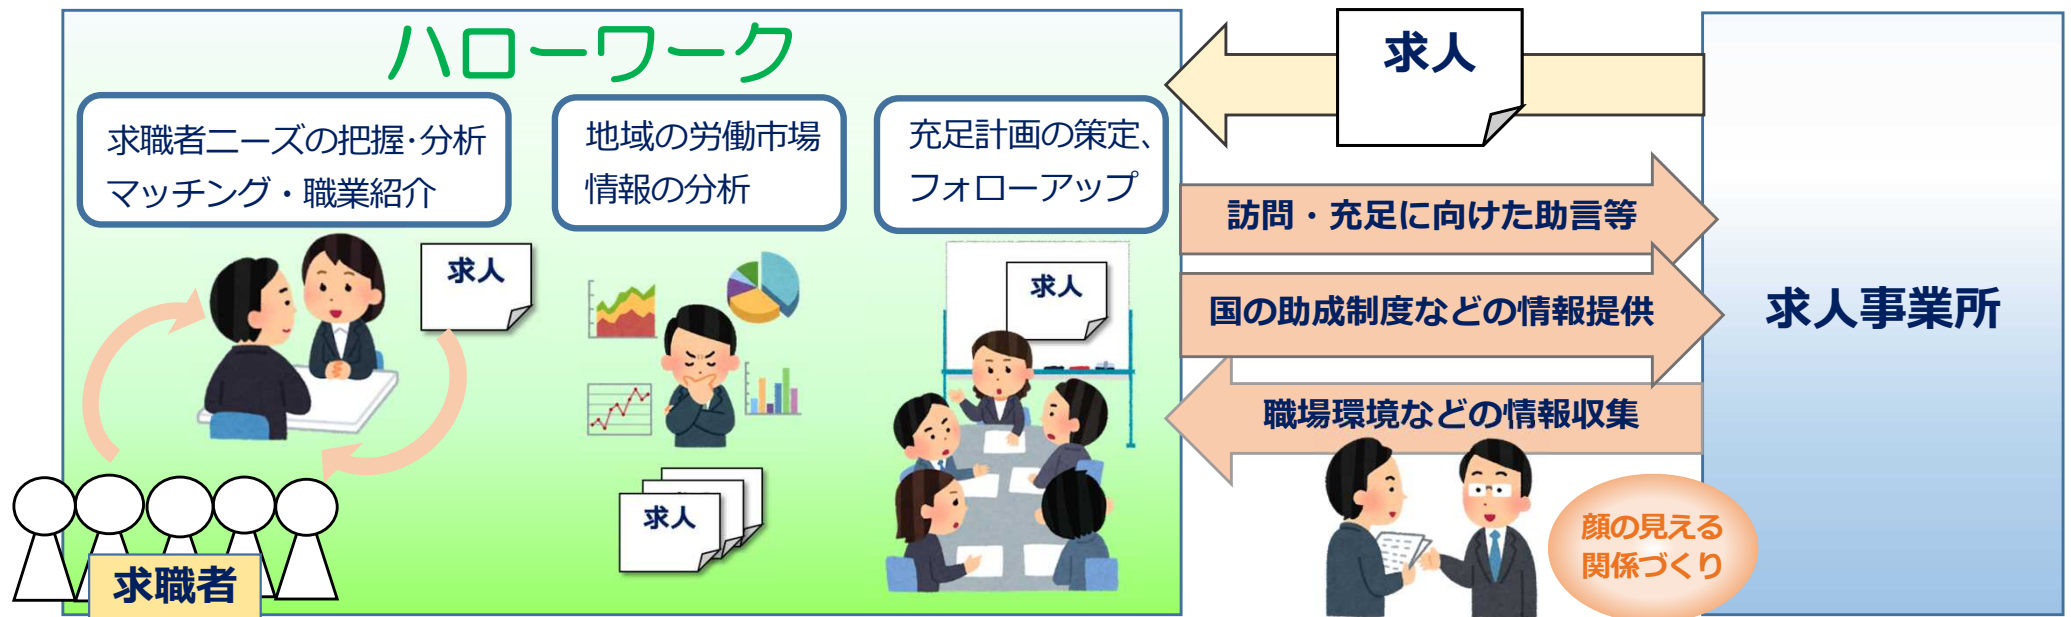 ハローワーク
求職者ニーズの把握・分析
マッチング・職業紹介
地域の労働市場
情報の分析
充足計画の策定、
フォローアップ
求人
求人
求人
求職者
求人
訪問・充足に向けた助言等
国の助成制度などの情報提供
職場環境などの情報収集
顔の見える
関係づくり
求人事業所